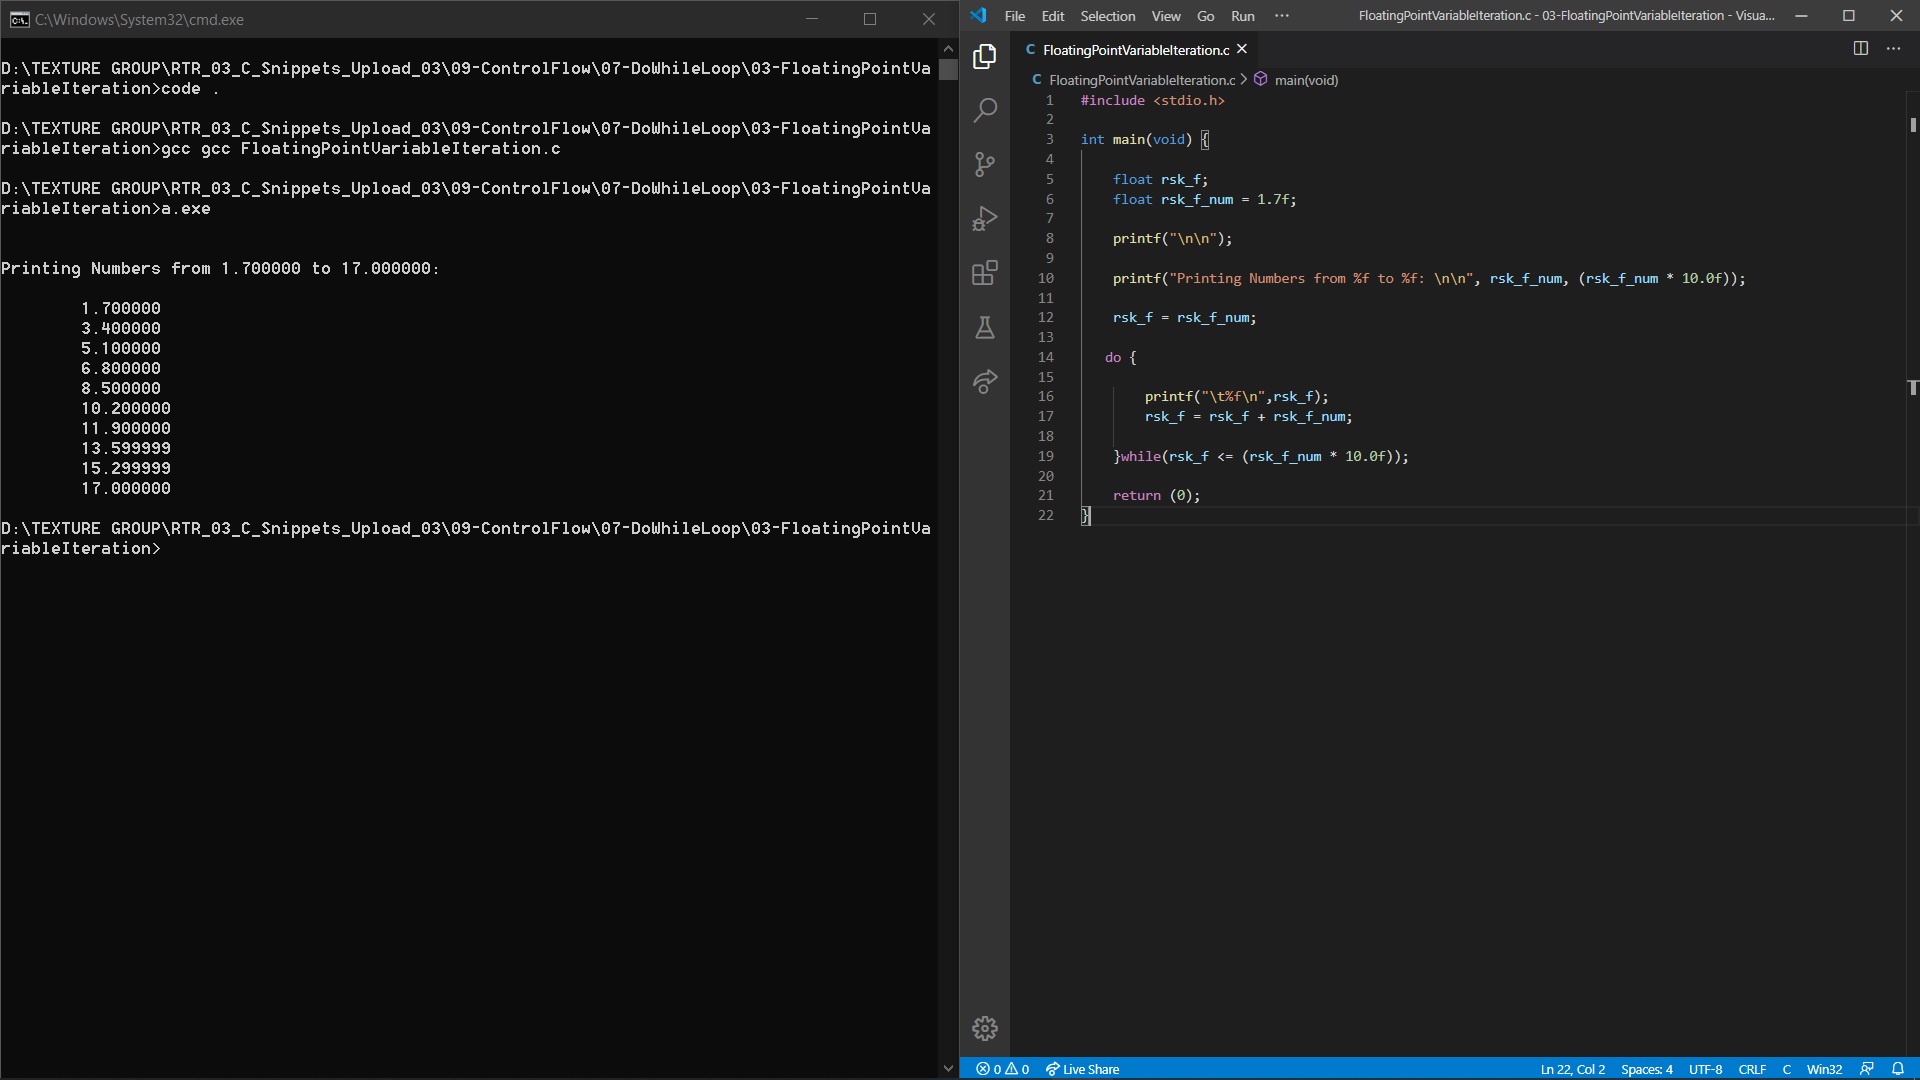 C:\Windows\System32\cmd.exe
D:\TEXTURE GROUP\RTR_03_C_Snippets_Upload_03\09-ControlFlow\07-DoWhileLoop\03-FloatingPointVa
riableIteration>code .
D:\TEXTURE GROUP\RTR_03_C_Snippets_Upload_03\09-ControlFlow\07-DoWhileLoop\03-FloatingPointVa
riableIteration>gcc gcc FloatingPointVariableIteration.c
D:\TEXTURE GROUP\RTR_03_C_Snippets_Upload_03\09-ControlFlow\07-DoWhileLoop\03-FloatingPointVa
riableIteration>a.exe
Printing Numbers from 1.700000 to 17.000000:
1.700000
3.400000
5.100000
6.800000
8.500000
10.200000
11.900000
13.599999
15.299999
17.000000
D:\TEXTURE GROUP\RTR_03_C_Snippets_Upload_03\09-ControlFlow\07-DoWhileLoop\03-FloatingPointVa
riableIteration>
File Edit Selection View Go Run ··· FloatingPointVariableIteration.c - 03-FloatingPointVariableIteration - Visua...
C FloatingPointVariableIteration.c
C FloatingPointVariableIteration.c > main(void)
1 #include <stdio.h>
2
3 int main(void) {
4
5 float rsk_f;
6 float rsk_f_num = 1.7f;
7
8 printf("\n\n");
9
10 printf("Printing Numbers from %f to %f: \n\n", rsk_f_num, (rsk_f_num * 10.0f));
11
12 rsk_f = rsk_f_num;
13
14 do {
15
16 printf("\t%f\n",rsk_f);
17 rsk_f = rsk_f + rsk_f_num;
18
19 }while(rsk_f <= (rsk_f_num * 10.0f));
20
21 return (0);
22 }
0 0 Live Share Ln 22, Col 2 Spaces: 4 UTF-8 CRLF C Win32